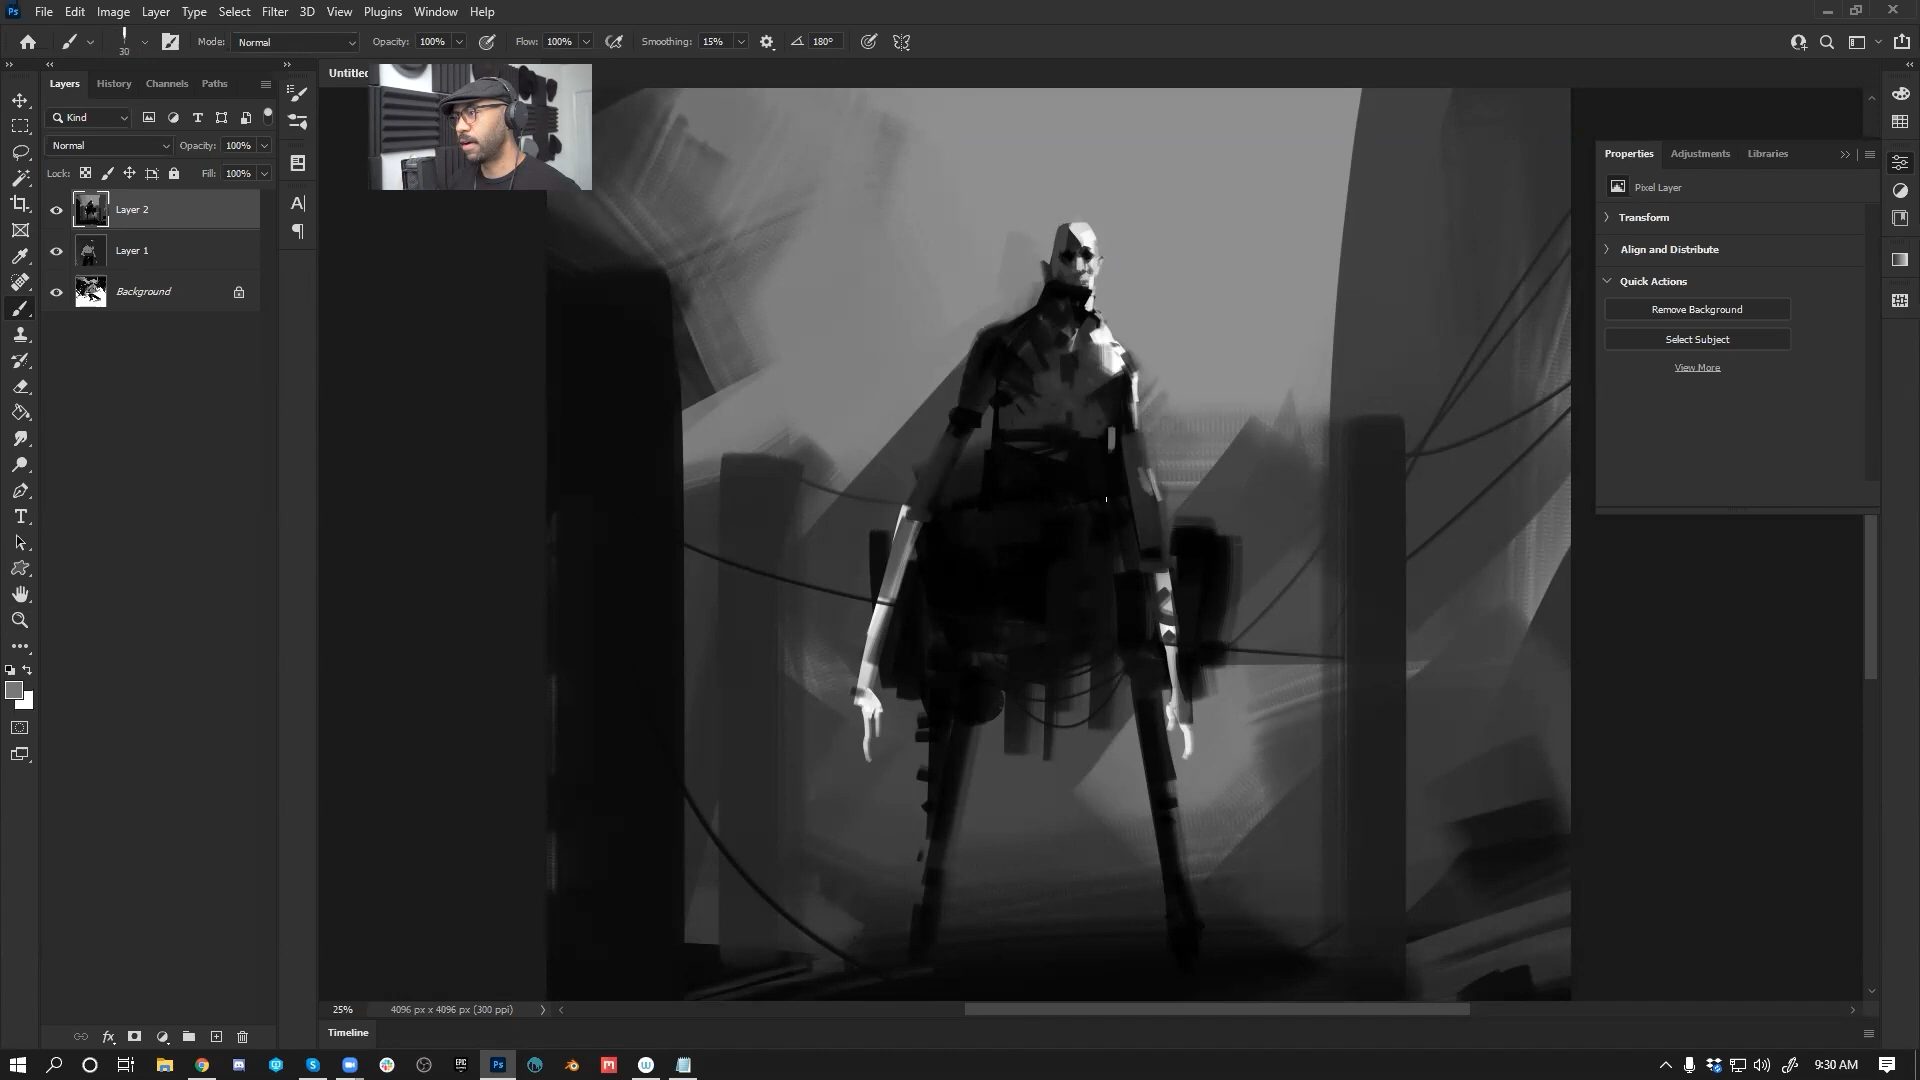 Ps File Edit Image Layer Type Select Filter 3D View Plugins Window Help
30 Mode: Normal Opacity: 100% Flow: 100% Smoothing: 15% 180°
Layers History Channels Paths
Untitled
Kind
Normal Opacity: 100%
Lock: Fill: 100%
Layer 2
Layer 1
Background
Properties Adjustments Libraries
Pixel Layer
Transform
Align and Distribute
Quick Actions
Remove Background
Select Subject
View More
25% 4096 px x 4096 px (300 ppi)
Timeline
9:30 AM